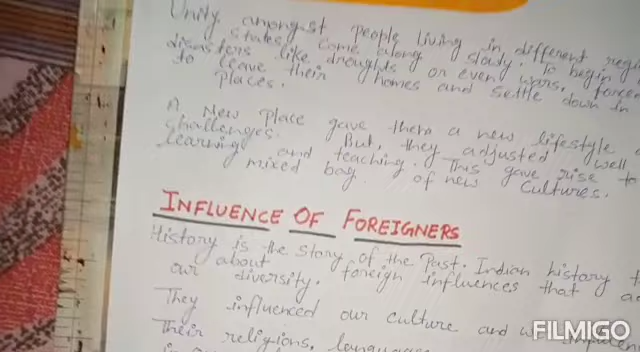 Unity amongst people living in different
states, come along slowly. To begin
disasters like droughts or even wars, forced
to leave their homes and settle down in
places.
A New place gave them a new lifestyle
challenges. But, they adjusted well
learning and teaching. This gave rise to
mixed bag of new cultures.
INFLUENCE OF FOREIGNERS
History is the story of the Past. Indian history
about foreign influences that
our diversity.
They influenced our culture and
Their religions,
FILMIGO